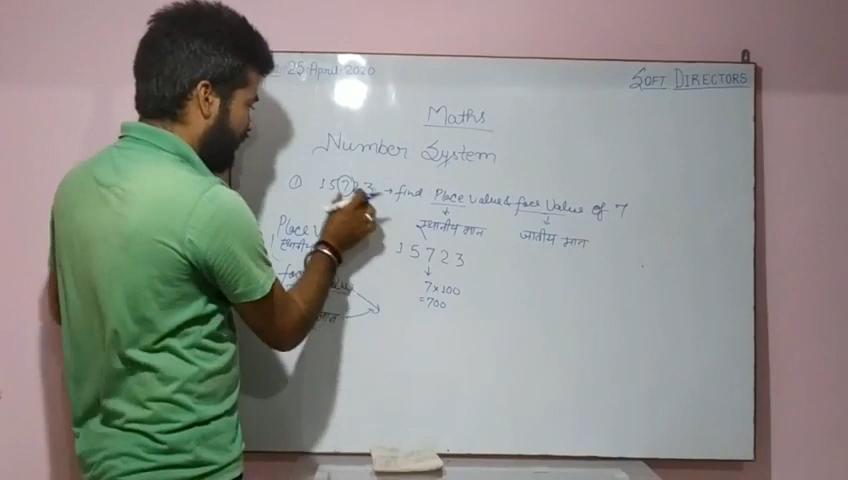 25 April 2020
SOFT DIRECTORS
Maths
Number System
① 15723 → find Place Value & face Value of 7
Place
स्थानीय मान
जातीय मान
15723
7×100
=700